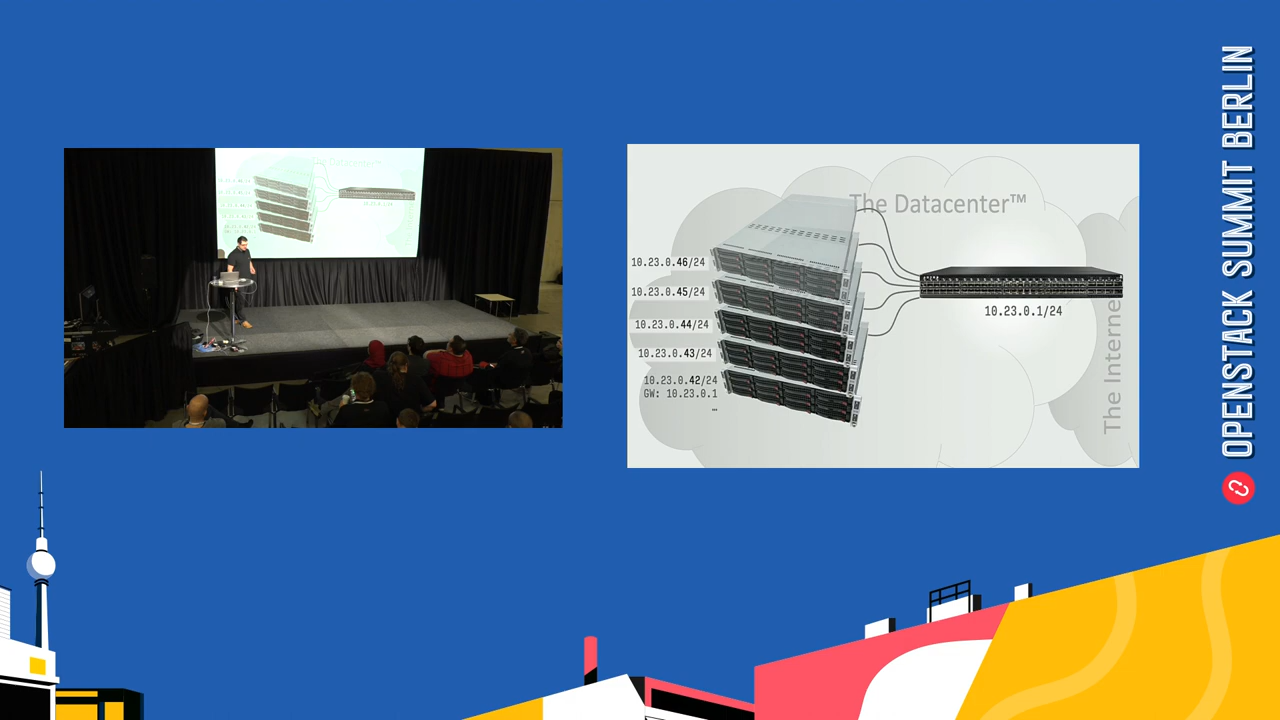 The Datacenter™
10.23.0.46/24
10.23.0.45/24
10.23.0.44/24
10.23.0.43/24
10.23.0.42/24
GW: 10.23.0.1
…
10.23.0.1/24
The Interne
OPENSTACK SUMMIT BERLIN